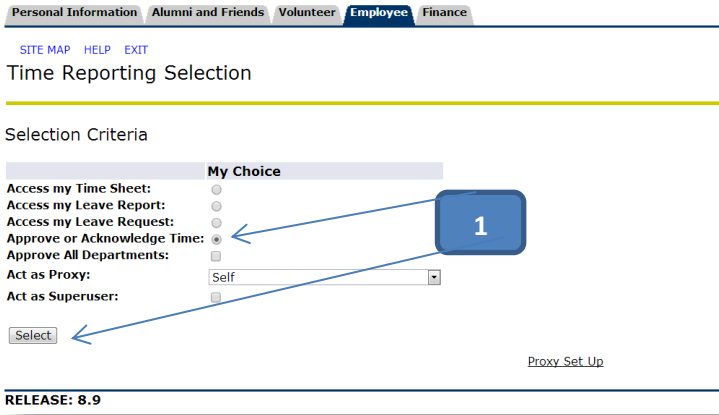 Personal Information Alumni and Friends Volunteer Employee Finance
SITE MAP HELP EXIT
Time Reporting Selection
Selection Criteria
My Choice
Access my Time Sheet:
Access my Leave Report:
Access my Leave Request:
Approve or Acknowledge Time:
1
Approve All Departments:
Act as Proxy: Self
Act as Superuser:
Select
Proxy Set Up
RELEASE: 8.9